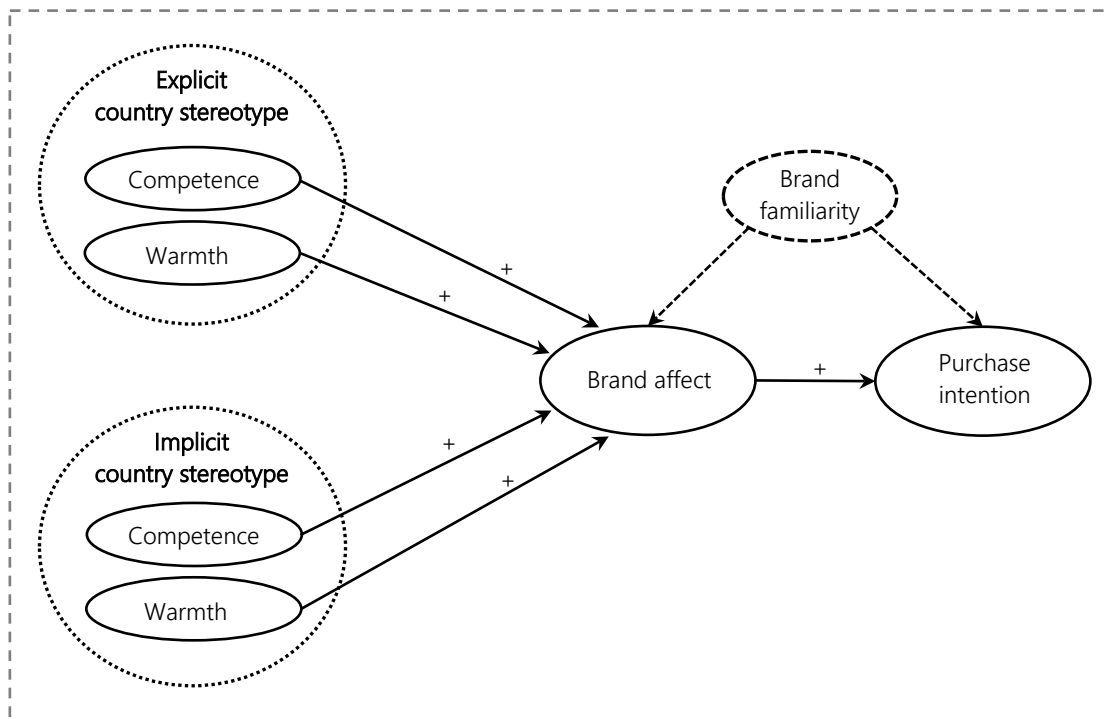 Explicit
country stereotype
Competence
Warmth
+
+
Brand
familiarity
Brand affect
+
Purchase
intention
Implicit
country stereotype
Competence
Warmth
+
+